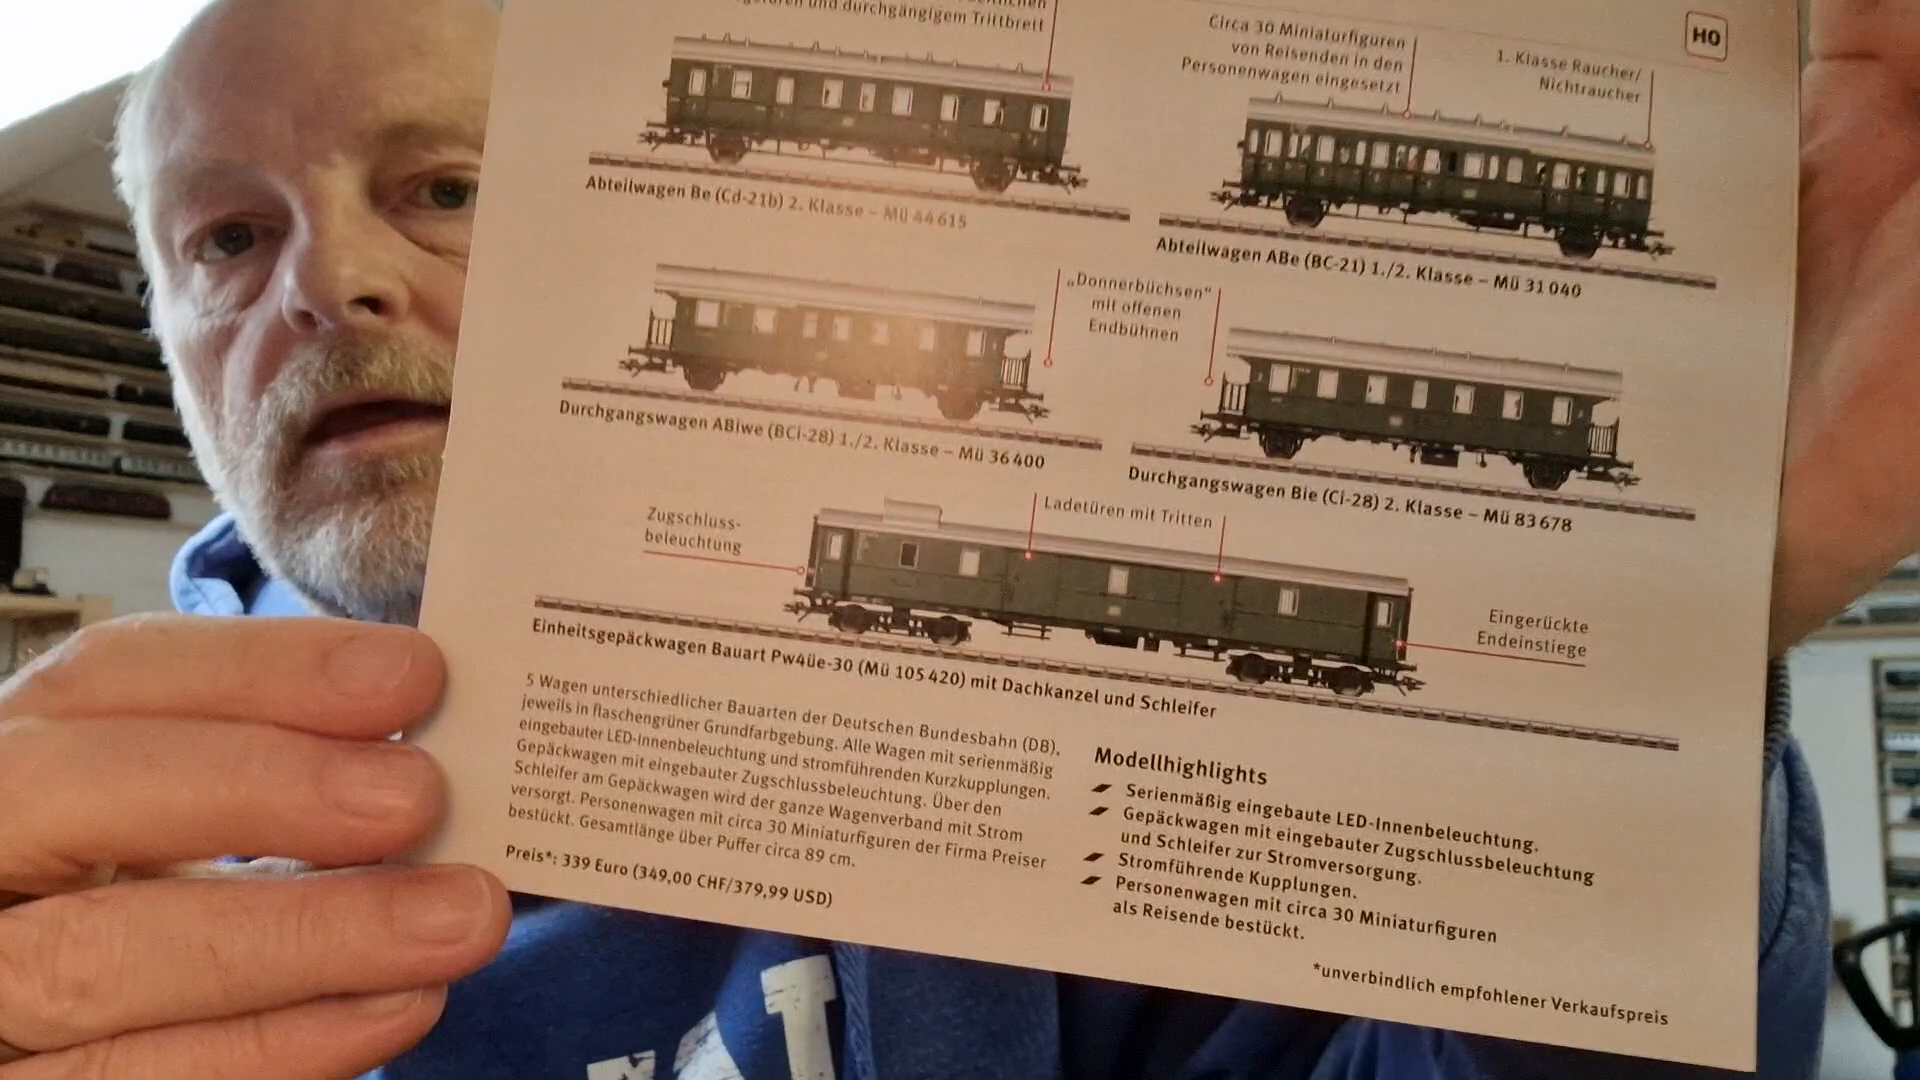 und durchgängigem Trittbrett
Circa 30 Miniaturfiguren
von Reisenden in den
Personenwagen eingesetzt
1. Klasse Raucher/
Nichtraucher
H0
Abteilwagen Be (Cd-21b) 2. Klasse – Mü 44 615
Abteilwagen ABe (BC-21) 1./2. Klasse – Mü 31 040
„Donnerbüchsen“
mit offenen
Endbühnen
Durchgangswagen ABiwe (BCi-28) 1./2. Klasse – Mü 36 400
Durchgangswagen Bie (Ci-28) 2. Klasse – Mü 83 678
Zugschluss-
beleuchtung
Ladetüren mit Tritten
Eingerückte
Endeinstiege
Einheitsgepäckwagen Bauart Pw4üe-30 (Mü 105 420) mit Dachkanzel und Schleifer
5 Wagen unterschiedlicher Bauarten der Deutschen Bundesbahn (DB),
jeweils in flaschengrüner Grundfarbgebung. Alle Wagen mit serienmäßig
eingebauter LED-Innenbeleuchtung und stromführenden Kurzkupplungen.
Gepäckwagen mit eingebauter Zugschlussbeleuchtung. Über den
Schleifer am Gepäckwagen wird der ganze Wagenverband mit Strom
versorgt. Personenwagen mit circa 30 Miniaturfiguren der Firma Preiser
bestückt. Gesamtlänge über Puffer circa 89 cm.
Preis*: 339 Euro (349,00 CHF/379,99 USD)
Modellhighlights
Serienmäßig eingebaute LED-Innenbeleuchtung.
Gepäckwagen mit eingebauter Zugschlussbeleuchtung
und Schleifer zur Stromversorgung.
Stromführende Kupplungen.
Personenwagen mit circa 30 Miniaturfiguren
als Reisende bestückt.
*unverbindlich empfohlener Verkaufspreis